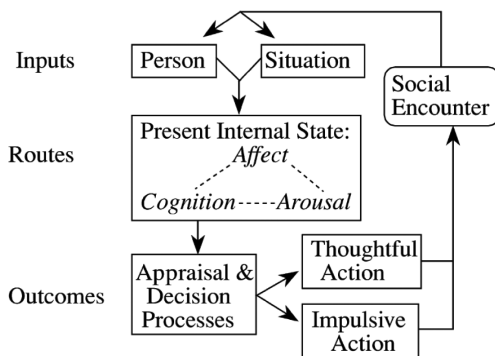 Inputs
Person
Situation
Social
Encounter
Routes
Present Internal State:
Affect
Cognition
Arousal
Outcomes
Appraisal &
Decision
Processes
Thoughtful
Action
Impulsive
Action